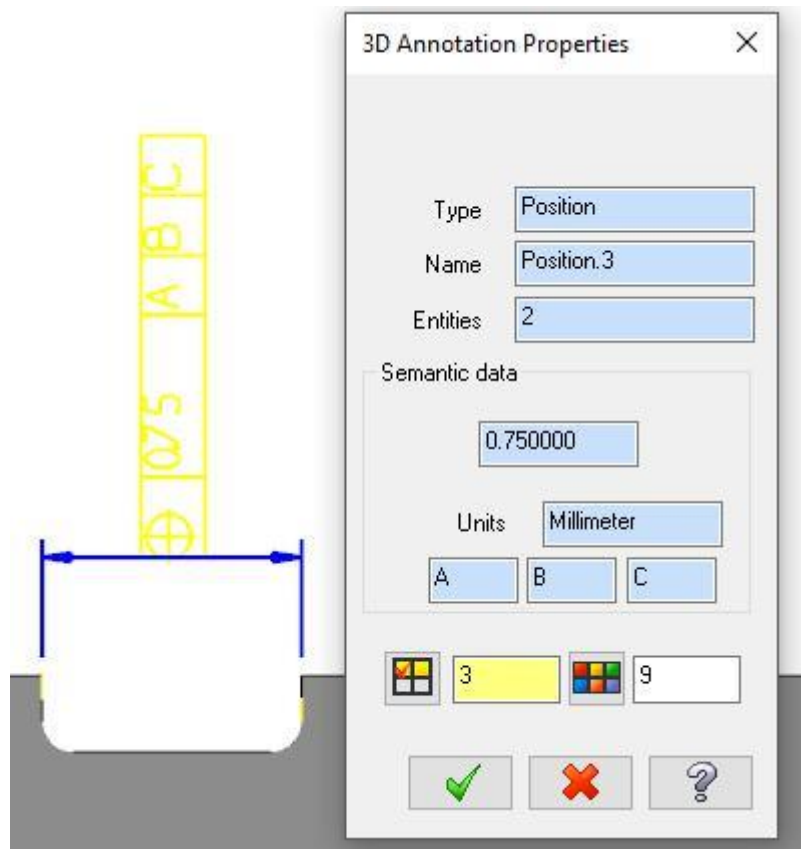 3D Annotation Properties
⌖ 0.75 A B C
Type Position
Name Position.3
Entities 2
Semantic data
0.750000
Units Millimeter
A B C
3 9